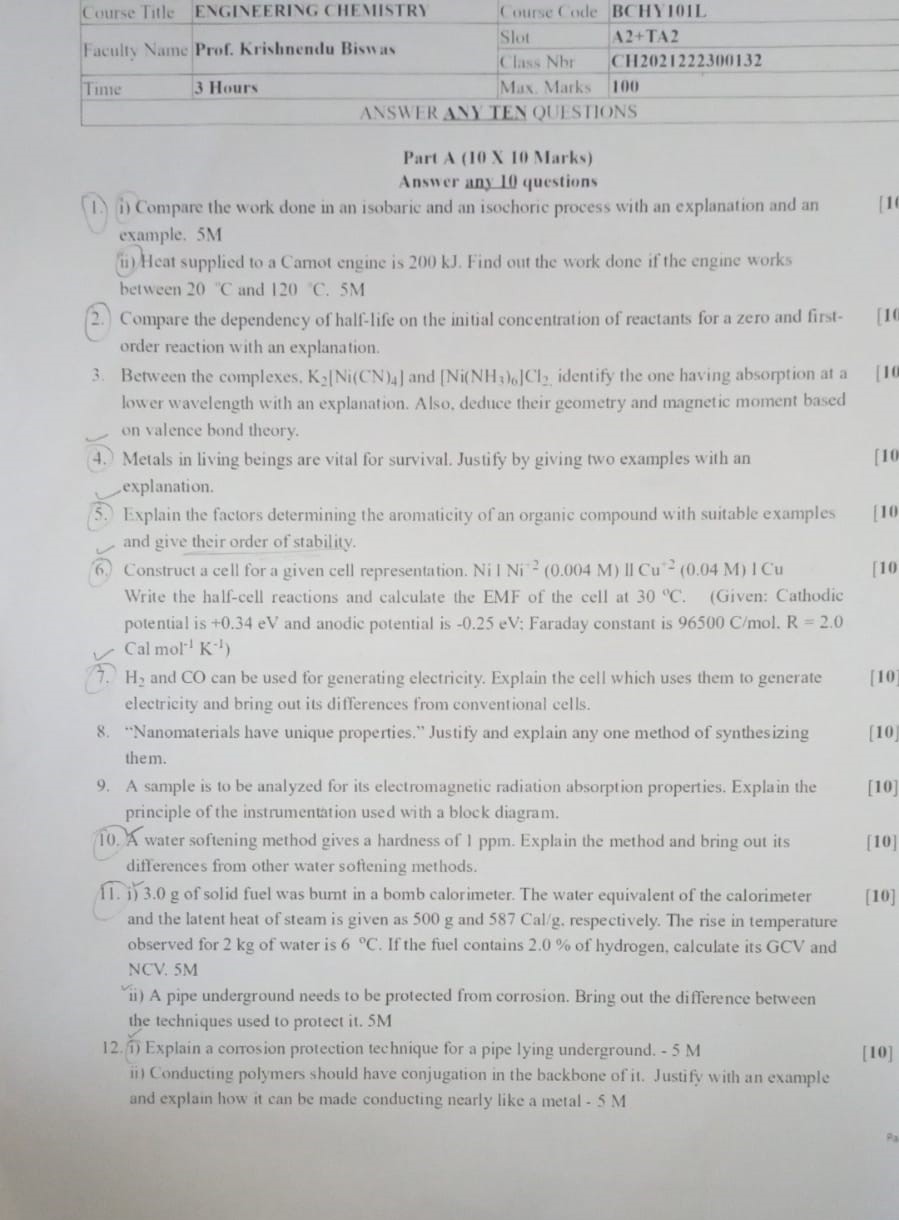 Course Title ENGINEERING CHEMISTRY Course Code BCHY101L
Faculty Name Prof. Krishnendu Biswas Slot A2+TA2
Class Nbr CH2021222300132
Time 3 Hours Max. Marks 100
ANSWER ANY TEN QUESTIONS
Part A (10 X 10 Marks)
Answer any 10 questions
1. i) Compare the work done in an isobaric and an isochoric process with an explanation and an [10
example. 5M
ii) Heat supplied to a Carnot engine is 200 kJ. Find out the work done if the engine works
between 20 °C and 120 °C. 5M
2. Compare the dependency of half-life on the initial concentration of reactants for a zero and first- [10
order reaction with an explanation.
3. Between the complexes, K₂[Ni(CN)₄] and [Ni(NH₃)₆]Cl₂, identify the one having absorption at a [10
lower wavelength with an explanation. Also, deduce their geometry and magnetic moment based
on valence bond theory.
4. Metals in living beings are vital for survival. Justify by giving two examples with an [10
explanation.
5. Explain the factors determining the aromaticity of an organic compound with suitable examples [10
and give their order of stability.
6. Construct a cell for a given cell representation. Ni l Ni⁺² (0.004 M) ll Cu⁺² (0.04 M) l Cu [10
Write the half-cell reactions and calculate the EMF of the cell at 30 ºC. (Given: Cathodic
potential is +0.34 eV and anodic potential is -0.25 eV; Faraday constant is 96500 C/mol, R = 2.0
Cal mol⁻¹ K⁻¹)
7. H₂ and CO can be used for generating electricity. Explain the cell which uses them to generate [10]
electricity and bring out its differences from conventional cells.
8. “Nanomaterials have unique properties.” Justify and explain any one method of synthesizing [10]
them.
9. A sample is to be analyzed for its electromagnetic radiation absorption properties. Explain the [10]
principle of the instrumentation used with a block diagram.
10. A water softening method gives a hardness of 1 ppm. Explain the method and bring out its [10]
differences from other water softening methods.
11. i) 3.0 g of solid fuel was burnt in a bomb calorimeter. The water equivalent of the calorimeter [10]
and the latent heat of steam is given as 500 g and 587 Cal/g, respectively. The rise in temperature
observed for 2 kg of water is 6 ºC. If the fuel contains 2.0 % of hydrogen, calculate its GCV and
NCV. 5M
ii) A pipe underground needs to be protected from corrosion. Bring out the difference between
the techniques used to protect it. 5M
12. i) Explain a corrosion protection technique for a pipe lying underground. - 5 M [10]
ii) Conducting polymers should have conjugation in the backbone of it. Justify with an example
and explain how it can be made conducting nearly like a metal - 5 M